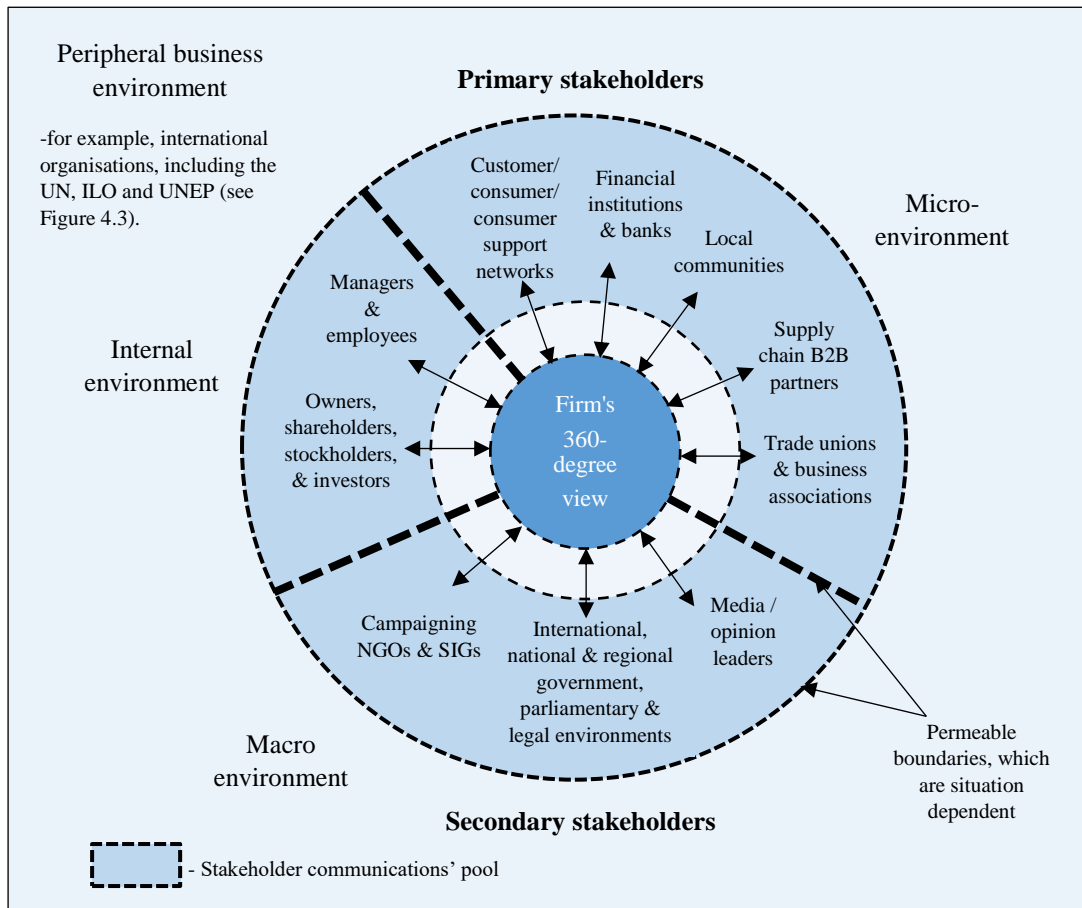 Peripheral business
environment
-for example, international
organisations, including the
UN, ILO and UNEP (see
Figure 4.3).
Primary stakeholders
Micro-
environment
Internal
environment
Customer/
consumer/
consumer
support
networks
Financial
institutions
& banks
Local
communities
Managers
&
employees
Supply
chain B2B
partners
Owners,
shareholders,
stockholders,
& investors
Firm's
360-
degree
view
Trade unions
& business
associations
Campaigning
NGOs & SIGs
International,
national & regional
government,
parliamentary &
legal environments
Media /
opinion
leaders
Macro
environment
Secondary stakeholders
Permeable
boundaries, which
are situation
dependent
- Stakeholder communications’ pool